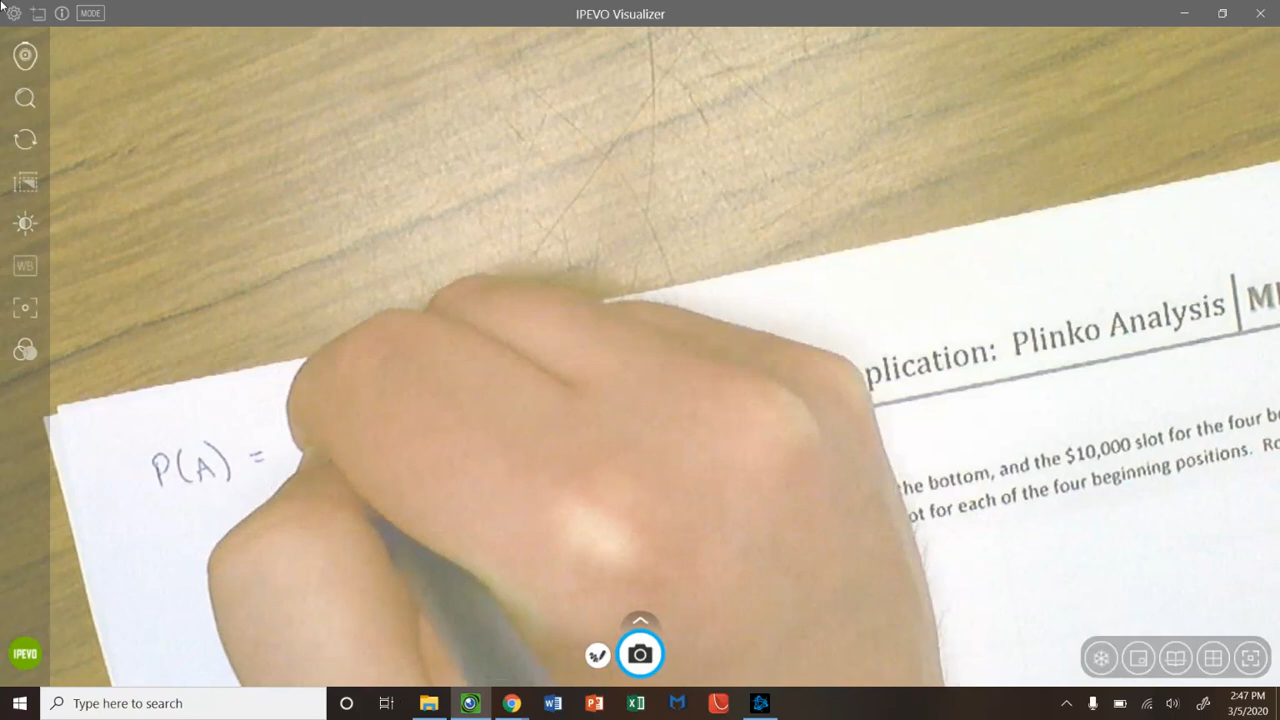 MODE
IPEVO Visualizer
WB
plication: Plinko Analysis
P(A) =
he bottom, and the $10,000 slot for the four b
ot for each of the four beginning positions. Ro
IPEVO
Type here to search
2:47 PM
3/5/2020